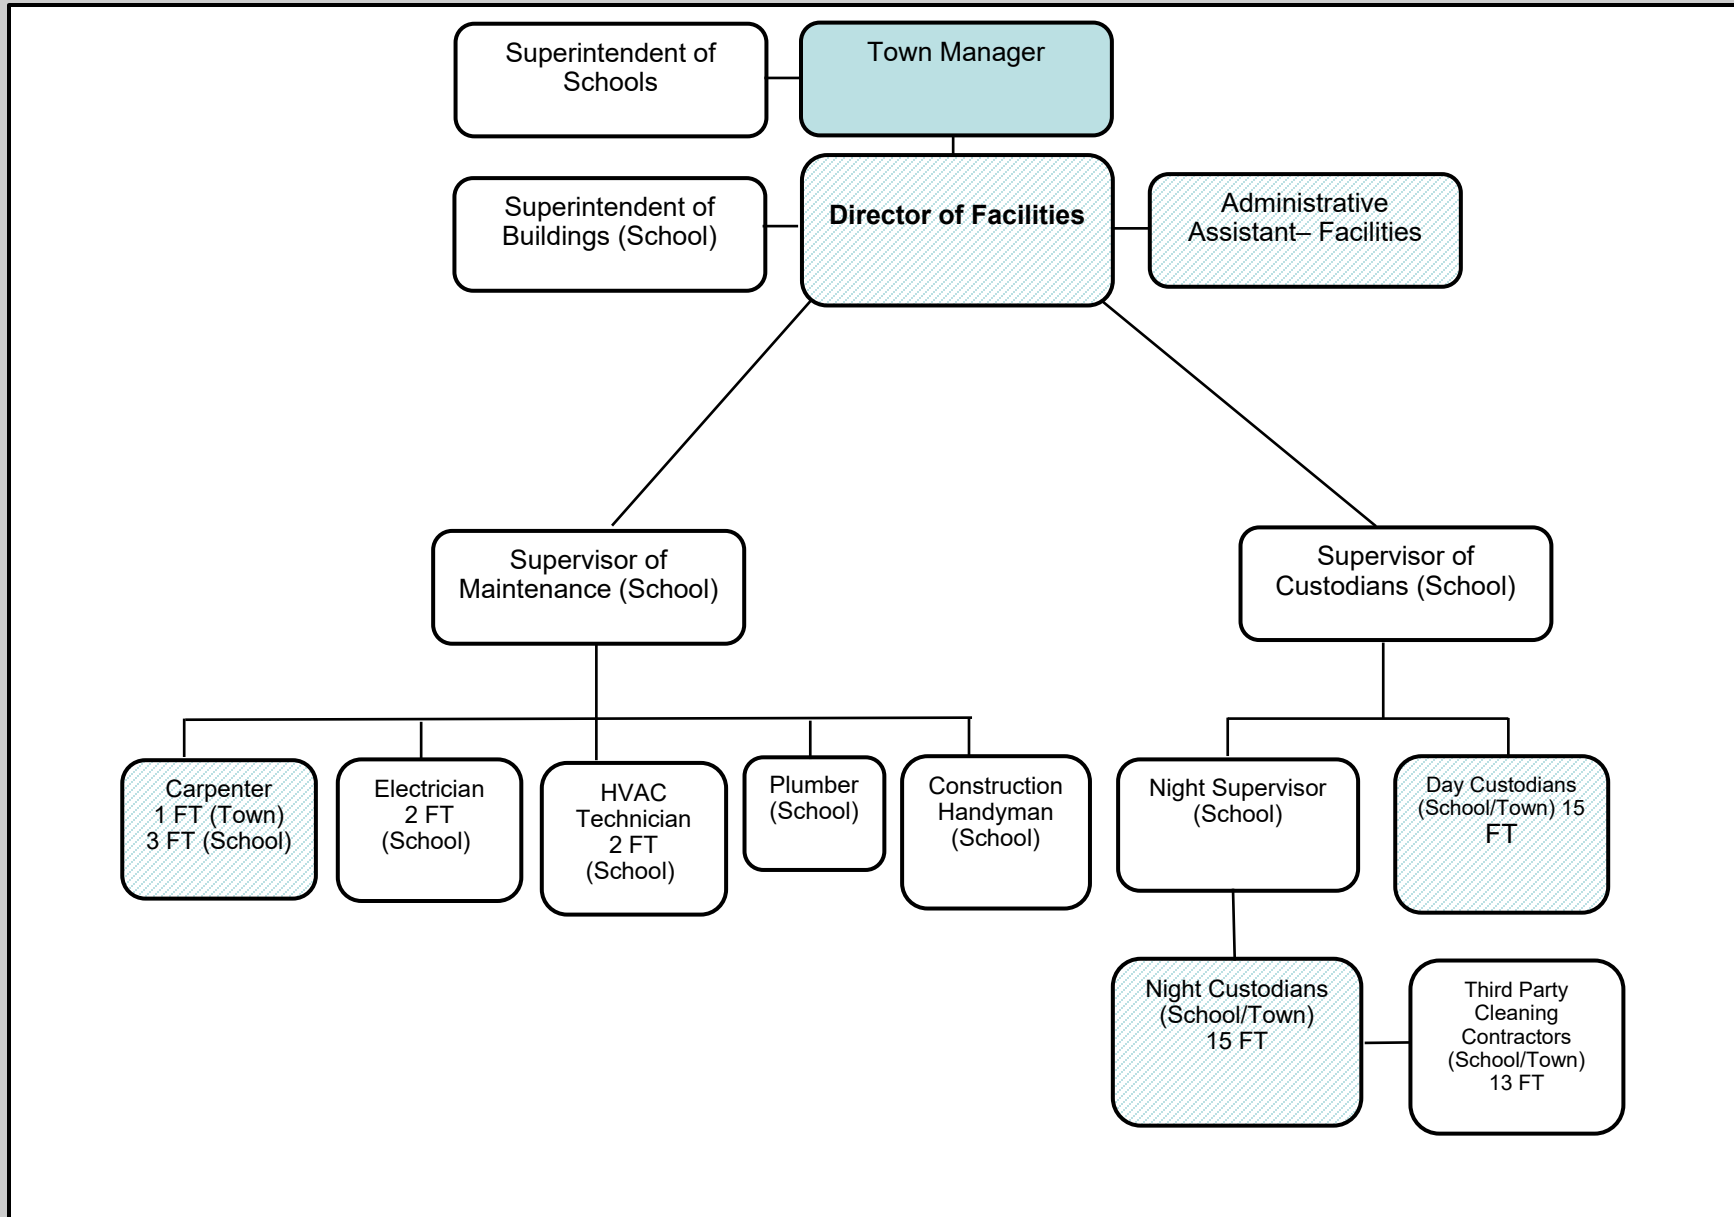 Superintendent of
Schools
Town Manager
Superintendent of
Buildings (School)
Director of Facilities
Administrative
Assistant– Facilities
Supervisor of
Maintenance (School)
Supervisor of
Custodians (School)
Carpenter
1 FT (Town)
3 FT (School)
Electrician
2 FT
(School)
HVAC
Technician
2 FT
(School)
Plumber
(School)
Construction
Handyman
(School)
Night Supervisor
(School)
Day Custodians
(School/Town) 15
FT
Night Custodians
(School/Town)
15 FT
Third Party
Cleaning
Contractors
(School/Town)
13 FT